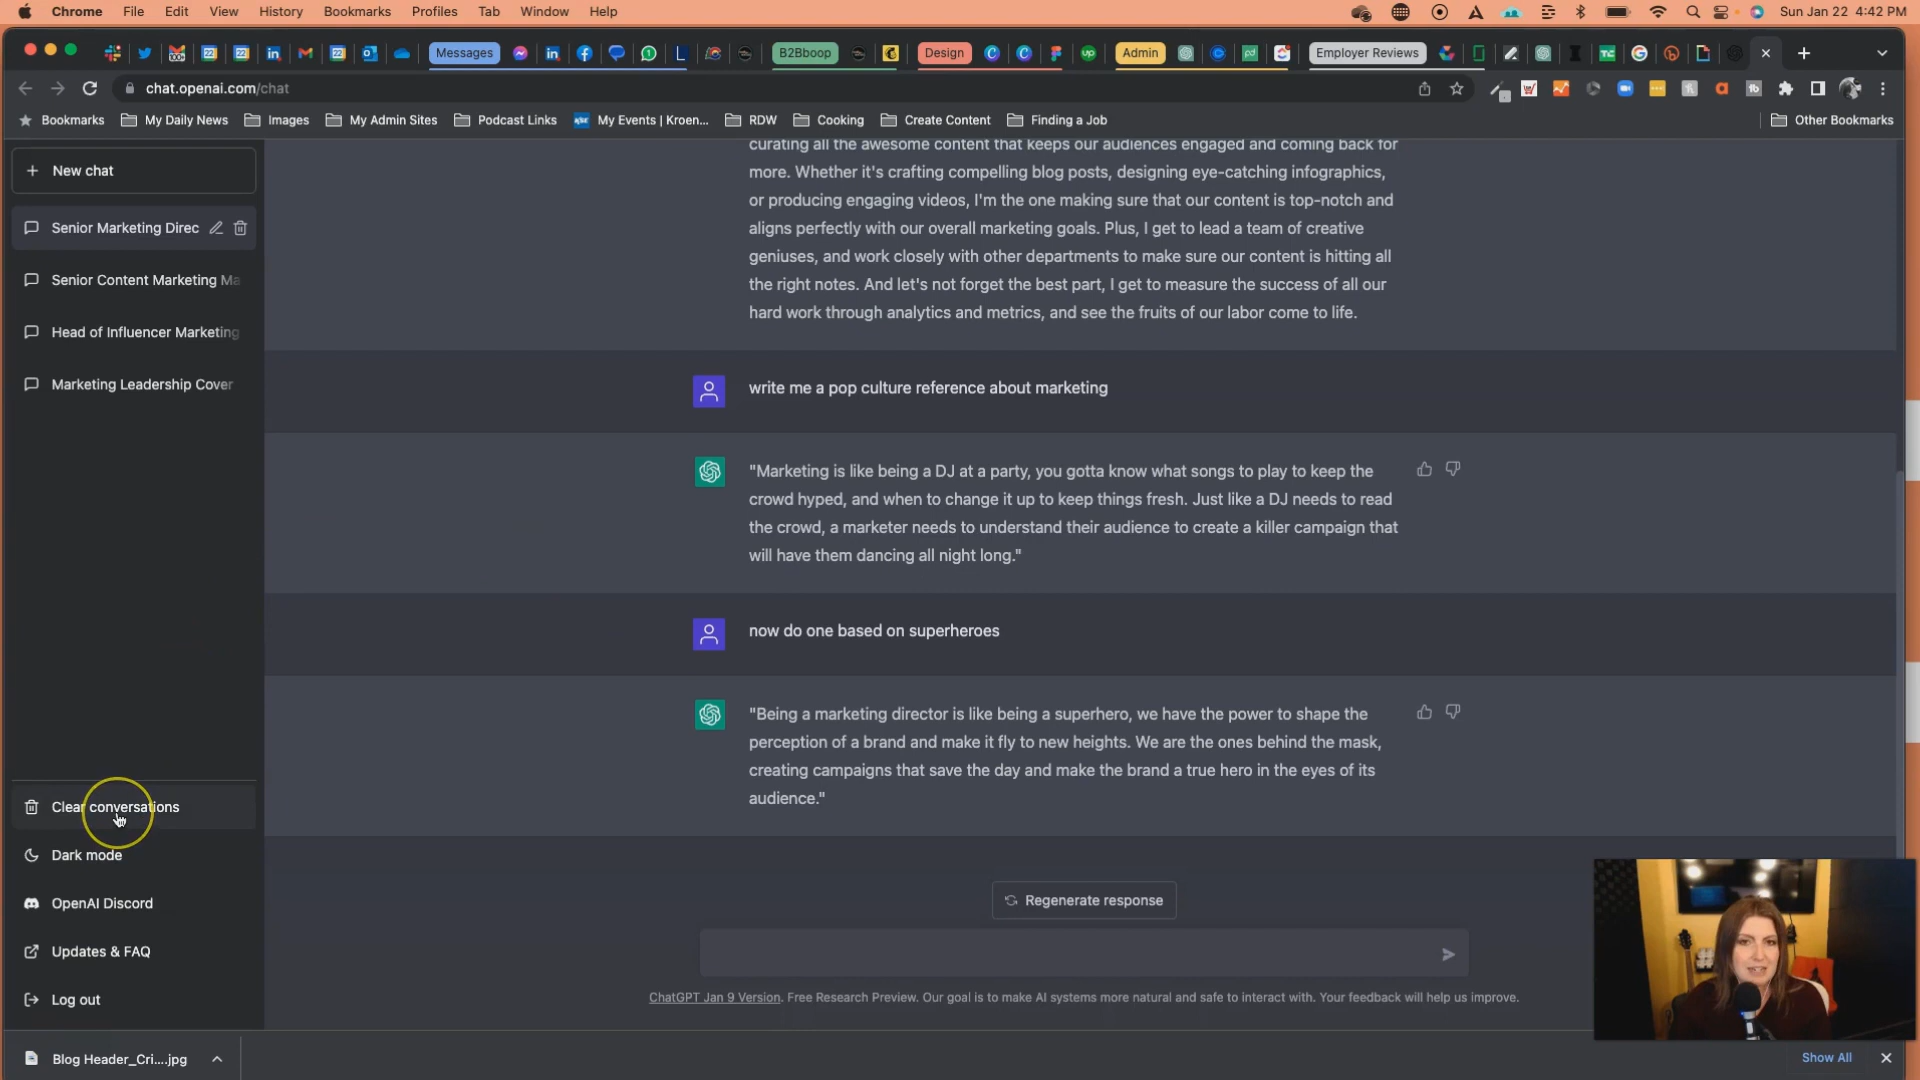 Chrome File Edit View History Bookmarks Profiles Tab Window Help Sun Jan 22 4:42 PM
Messages B2Bboop Design Admin Employer Reviews
chat.openai.com/chat
Bookmarks My Daily News Images My Admin Sites Podcast Links My Events | Kroen... RDW Cooking Create Content Finding a Job Other Bookmarks
New chat
Senior Marketing Direc
Senior Content Marketing Ma
Head of Influencer Marketing
Marketing Leadership Cover
curating all the awesome content that keeps our audiences engaged and coming back for
more. Whether it's crafting compelling blog posts, designing eye-catching infographics,
or producing engaging videos, I'm the one making sure that our content is top-notch and
aligns perfectly with our overall marketing goals. Plus, I get to lead a team of creative
geniuses, and work closely with other departments to make sure our content is hitting all
the right notes. And let's not forget the best part, I get to measure the success of all our
hard work through analytics and metrics, and see the fruits of our labor come to life.
write me a pop culture reference about marketing
"Marketing is like being a DJ at a party, you gotta know what songs to play to keep the
crowd hyped, and when to change it up to keep things fresh. Just like a DJ needs to read
the crowd, a marketer needs to understand their audience to create a killer campaign that
will have them dancing all night long."
now do one based on superheroes
"Being a marketing director is like being a superhero, we have the power to shape the
perception of a brand and make it fly to new heights. We are the ones behind the mask,
creating campaigns that save the day and make the brand a true hero in the eyes of its
audience."
Clear conversations
Dark mode
OpenAI Discord
Updates & FAQ
Log out
Regenerate response
ChatGPT Jan 9 Version. Free Research Preview. Our goal is to make AI systems more natural and safe to interact with. Your feedback will help us improve.
Blog Header_Cri....jpg
Show All